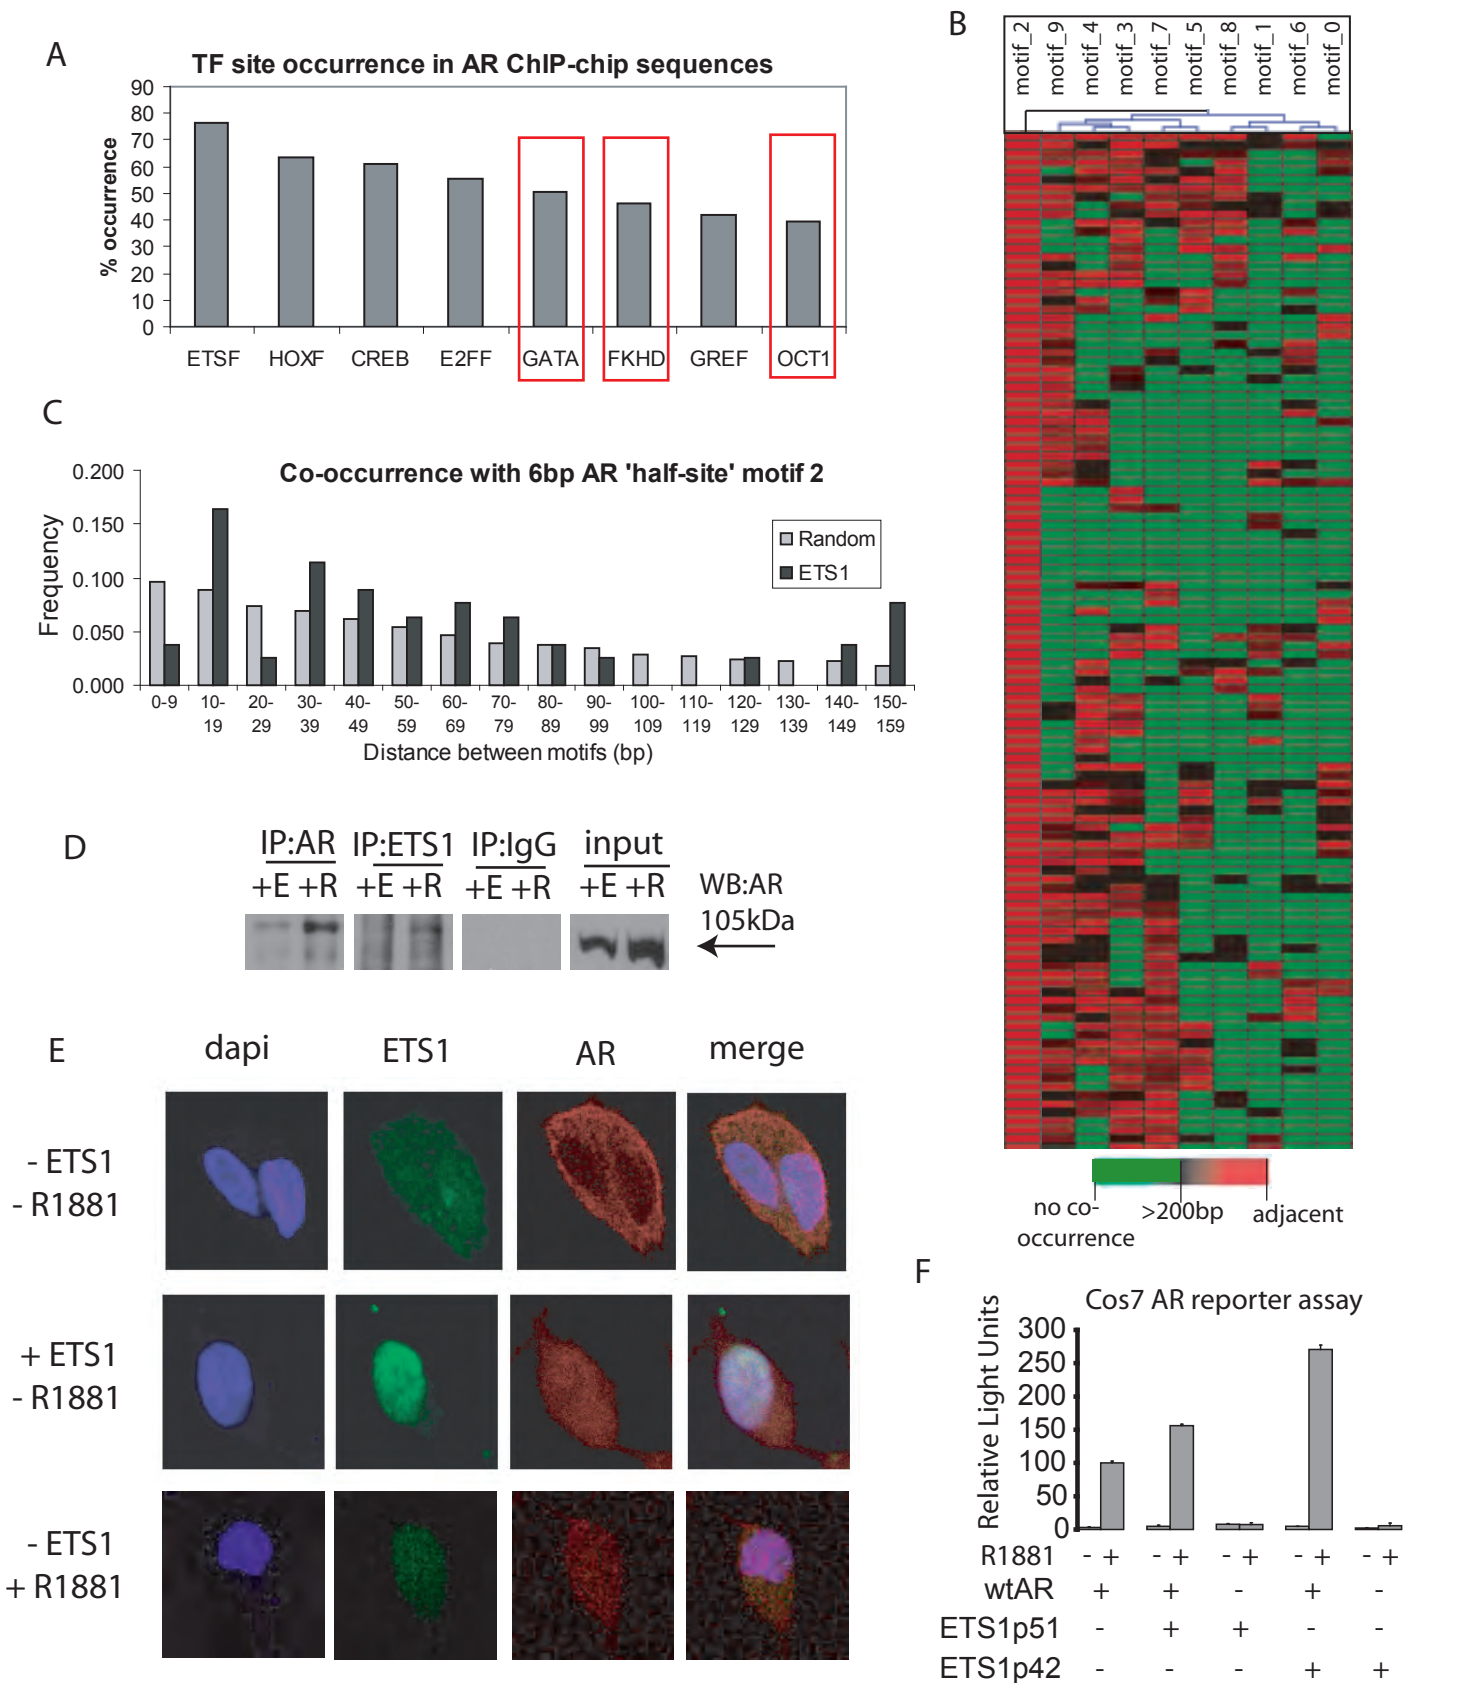 A
TF site occurrence in AR ChIP-chip sequences
% occurrence
90
80
70
60
50
40
30
20
10
0
ETSF HOXF CREB E2FF GATA FKHD GREF OCT1
B
motif_2 motif_9 motif_4 motif_3 motif_7 motif_5 motif_8 motif_1 motif_6 motif_0
no co-occurrence
>200bp
adjacent
C
Co-occurrence with 6bp AR 'half-site' motif 2
Frequency
0.200
0.150
0.100
0.050
0.000
Random
ETS1
0-9 10-19 20-29 30-39 40-49 50-59 60-69 70-79 80-89 90-99 100-109 110-119 120-129 130-139 140-149 150-159
Distance between motifs (bp)
D
IP:AR IP:ETS1 IP:IgG input
+E +R +E +R +E +R +E +R
WB:AR
105kDa
E
dapi ETS1 AR merge
- ETS1
- R1881
+ ETS1
- R1881
- ETS1
+ R1881
F
Cos7 AR reporter assay
Relative Light Units
300
250
200
150
100
50
0
R1881 - + - + - + - + - +
wtAR + + - + -
ETS1p51 - + + - -
ETS1p42 - - - + +